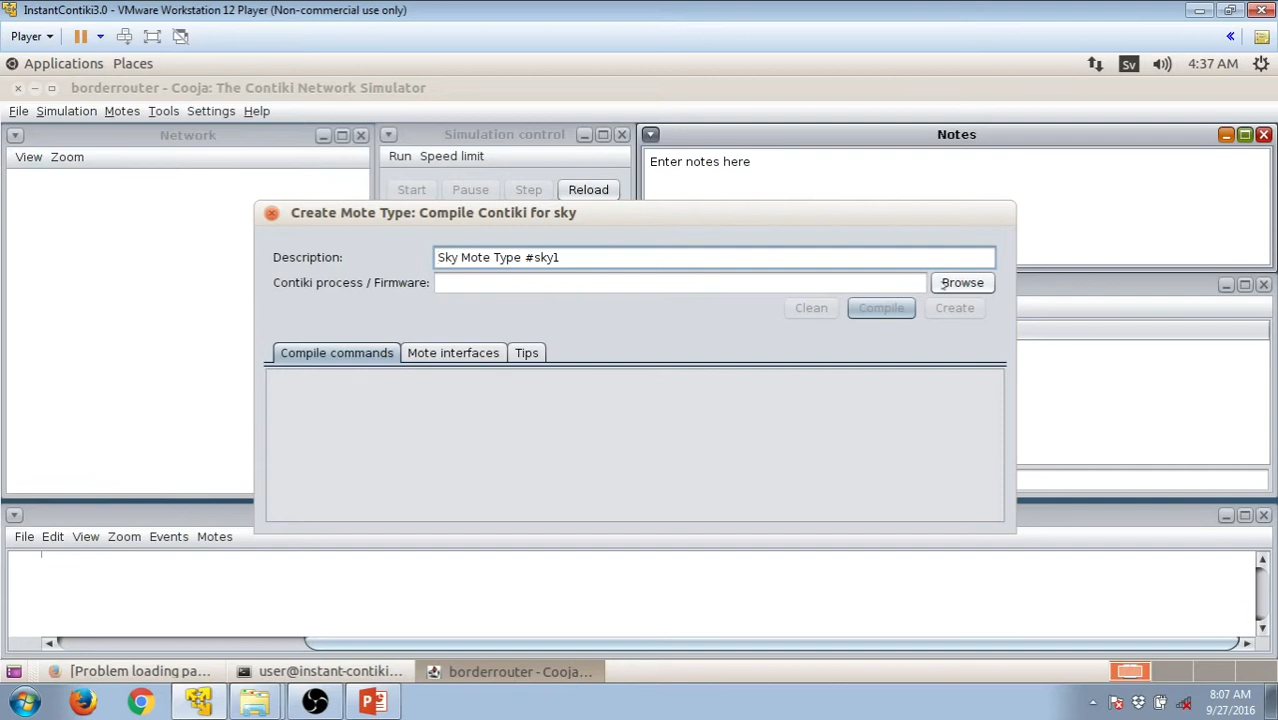 InstantContiki3.0 - VMware Workstation 12 Player (Non-commercial use only)
Player
Applications Places
Sv
4:37 AM
borderrouter - Cooja: The Contiki Network Simulator
File Simulation Motes Tools Settings Help
Network
Simulation control
Notes
View Zoom
Run Speed limit
Enter notes here
Start Pause Step Reload
Create Mote Type: Compile Contiki for sky
Description:
Sky Mote Type #sky1
Contiki process / Firmware:
Browse
Clean Compile Create
Compile commands Mote interfaces Tips
File Edit View Zoom Events Motes
[Problem loading pa...
user@instant-contiki...
borderrouter - Cooja...
8:07 AM
9/27/2016